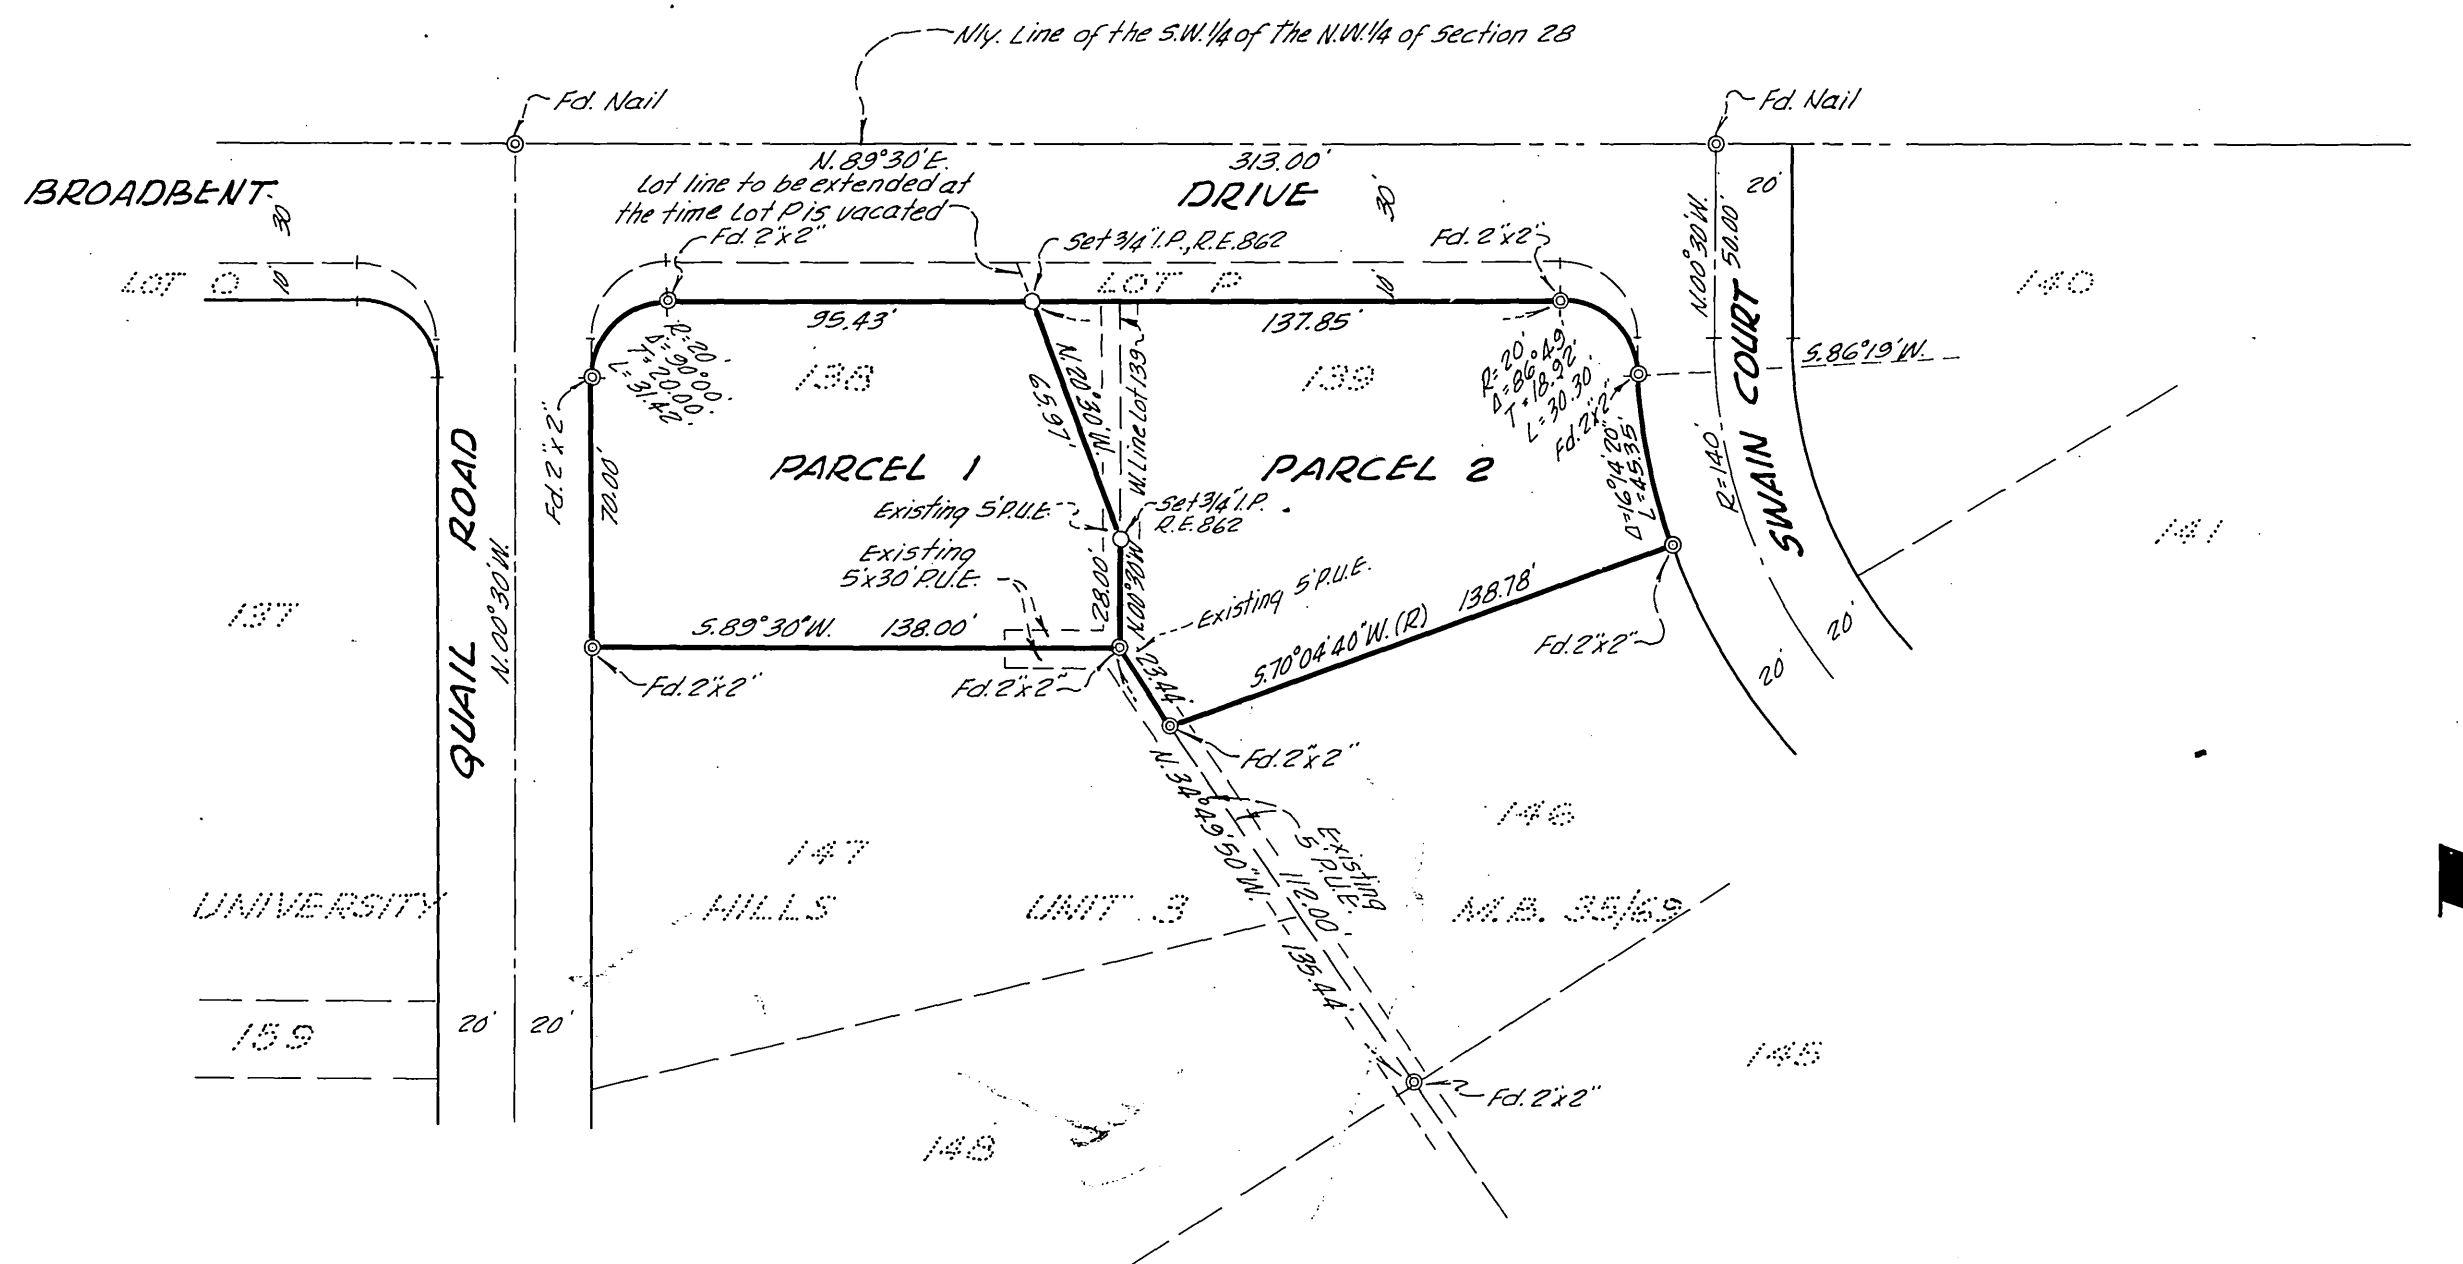 Nly. Line of the S.W.1/4 of The N.W.1/4 of Section 28
Fd. Nail
Fd. Nail
N.89°30'E.
313.00'
BROADBENT
DRIVE
30'
30'
20'
Lot line to be extended at
the time Lot P is vacated
Fd. 2"x2"
Set 3/4" I.P., R.E.862
Fd. 2"x2"
N.00°30'W.
50.00'
LOT O
10'
LOT P
10'
140
95.43'
137.85'
R=20'
Δ=90°00'
T=20.00'
L=31.42'
138
N.20°30'W.
65.97'
W. Line Lot 139
139
R=20'
Δ=86°49'
T=18.92'
L=30.30'
Fd. 2"x2"
S.86°19'W.
SWAIN COURT
R=140'
Fd. 2"x2"
70.00'
PARCEL 1
PARCEL 2
Δ=16°14'20"
L=45.35'
QUAIL ROAD
N.00°30'W.
Existing 5' P.U.E.
Set 3/4" I.P.
R.E.862
Existing
5'x30' P.U.E.
28.00'
N.00°30'W.
Existing 5' P.U.E.
141
137
S.89°30"W.
138.00'
S.70°04'40"W. (R)
138.78'
Fd. 2"x2"
20'
20'
Fd. 2"x2"
Fd. 2"x2"
23.44'
Fd. 2"x2"
N.34°49'50"W.
Existing
5' P.U.E.
112.00'
135.44'
146
147
UNIVERSITY
HILLS
UNIT 3
M.B. 35/69
159
20'
20'
145
Fd. 2"x2"
148